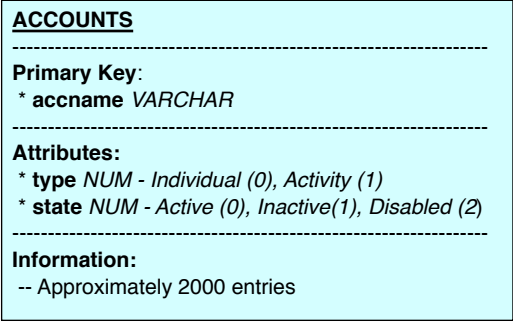 ACCOUNTS
-------------------------------------------------------------------
Primary Key:
* accname VARCHAR
-------------------------------------------------------------------
Attributes:
* type NUM - Individual (0), Activity (1)
* state NUM - Active (0), Inactive(1), Disabled (2)
-------------------------------------------------------------------
Information:
-- Approximately 2000 entries